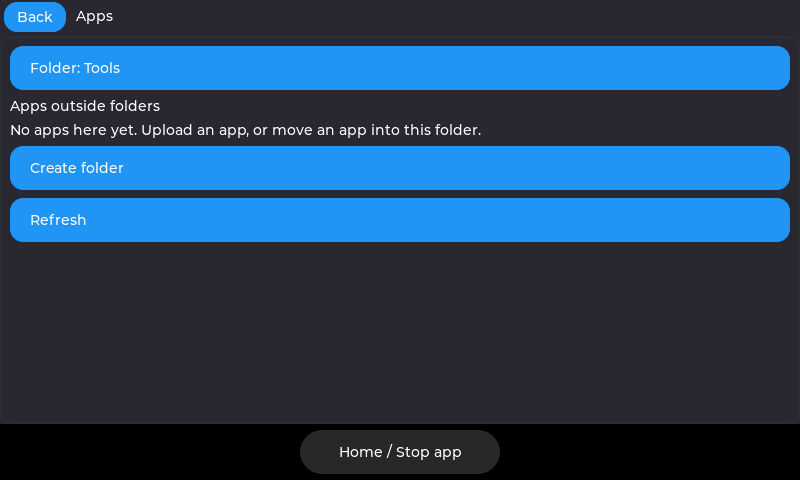 Back Apps
Folder: Tools
Apps outside folders
No apps here yet. Upload an app, or move an app into this folder.
Create folder
Refresh
Home / Stop app